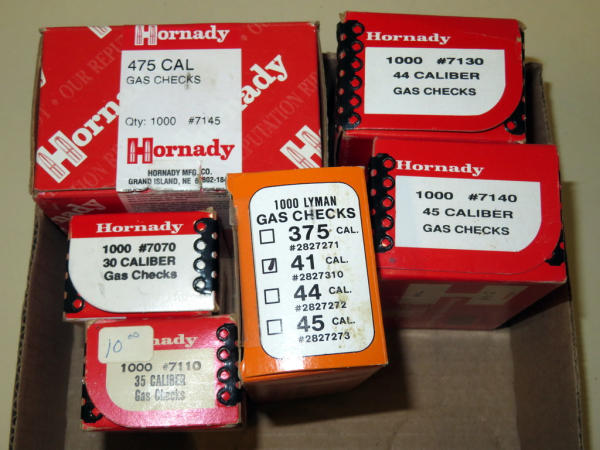 Hornady
475 CAL
GAS CHECKS
Qty: 1000 #7145
Hornady
HORNADY MFG. CO.
GRAND ISLAND, NE
OUR REPUTATION
Hornady
1000 #7130
44 CALIBER
GAS CHECKS
Hornady
1000 #7140
45 CALIBER
GAS CHECKS
Hornady
1000 #7070
30 CALIBER
Gas Checks
1000 LYMAN
GAS CHECKS
375 CAL.
#2827271
41 CAL.
#2827310
44 CAL.
#2827272
45 CAL.
#2827273
10 00
Hornady
1000 #7110
35 CALIBER
Gas Checks